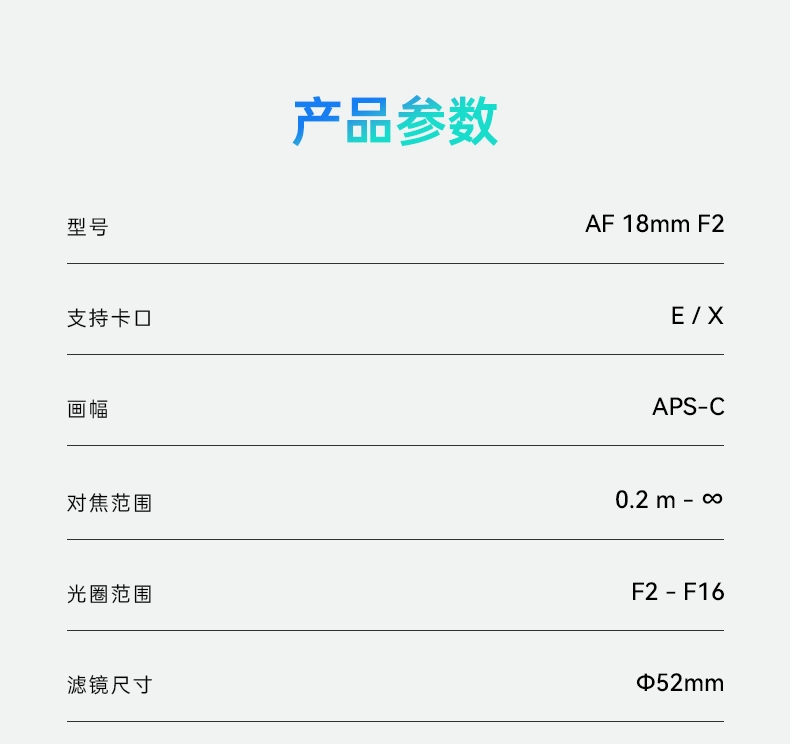 产品参数
型号 AF 18mm F2
支持卡口 E / X
画幅 APS-C
对焦范围 0.2 m - ∞
光圈范围 F2 - F16
滤镜尺寸 Φ52mm